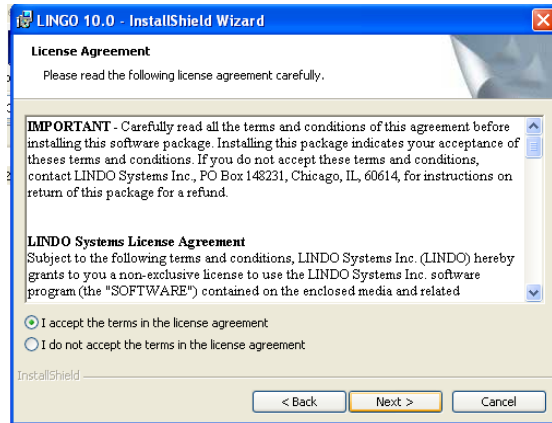 LINGO 10.0 - InstallShield Wizard
License Agreement
Please read the following license agreement carefully.
IMPORTANT - Carefully read all the terms and conditions of this agreement before
installing this software package. Installing this package indicates your acceptance of
theses terms and conditions. If you do not accept these terms and conditions,
contact LINDO Systems Inc., PO Box 148231, Chicago, IL, 60614, for instructions on
return of this package for a refund.
LINDO Systems License Agreement
Subject to the following terms and conditions, LINDO Systems Inc. (LINDO) hereby
grants to you a non-exclusive license to use the LINDO Systems Inc. software
program (the "SOFTWARE") contained on the enclosed media and related
I accept the terms in the license agreement
I do not accept the terms in the license agreement
InstallShield
< Back Next > Cancel